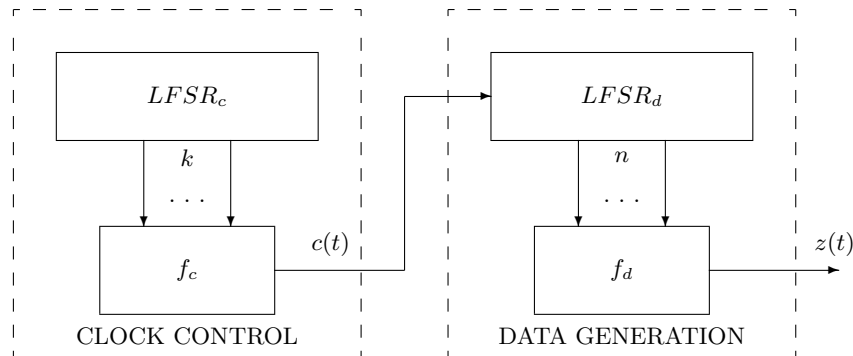 $LFSR_c$
$LFSR_d$
k
n
. . .
. . .
c(t)
z(t)
$f_c$
$f_d$
CLOCK CONTROL
DATA GENERATION